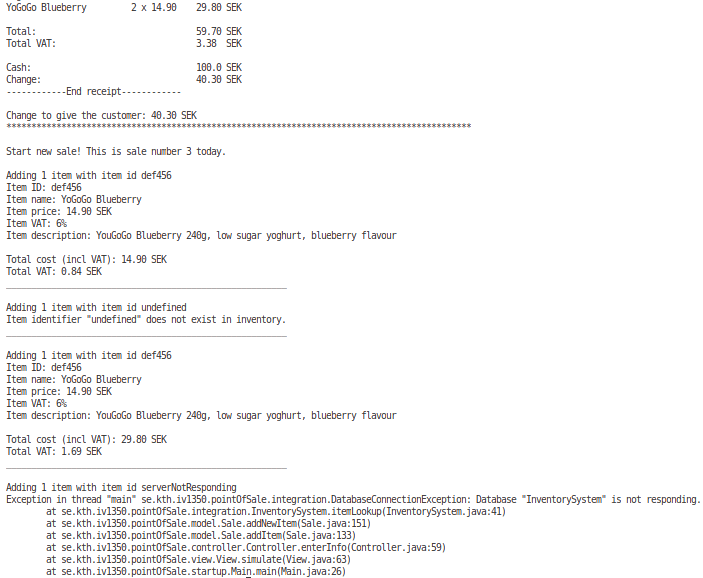 YoGoGo Blueberry 2 x 14.90 29.80 SEK
Total: 59.70 SEK
Total VAT: 3.38 SEK
Cash: 100.0 SEK
Change: 40.30 SEK
------------End receipt------------
Change to give the customer: 40.30 SEK
*********************************************************************************************
Start new sale! This is sale number 3 today.
Adding 1 item with item id def456
Item ID: def456
Item name: YoGoGo Blueberry
Item price: 14.90 SEK
Item VAT: 6%
Item description: YouGoGo Blueberry 240g, low sugar yoghurt, blueberry flavour
Total cost (incl VAT): 14.90 SEK
Total VAT: 0.84 SEK
Adding 1 item with item id undefined
Item identifier "undefined" does not exist in inventory.
Adding 1 item with item id def456
Item ID: def456
Item name: YoGoGo Blueberry
Item price: 14.90 SEK
Item VAT: 6%
Item description: YouGoGo Blueberry 240g, low sugar yoghurt, blueberry flavour
Total cost (incl VAT): 29.80 SEK
Total VAT: 1.69 SEK
Adding 1 item with item id serverNotResponding
Exception in thread "main" se.kth.iv1350.pointOfSale.integration.DatabaseConnectionException: Database "InventorySystem" is not responding.
at se.kth.iv1350.pointOfSale.integration.InventorySystem.itemLookup(InventorySystem.java:41)
at se.kth.iv1350.pointOfSale.model.Sale.addNewItem(Sale.java:151)
at se.kth.iv1350.pointOfSale.model.Sale.addItem(Sale.java:133)
at se.kth.iv1350.pointOfSale.controller.Controller.enterInfo(Controller.java:59)
at se.kth.iv1350.pointOfSale.view.View.simulate(View.java:63)
at se.kth.iv1350.pointOfSale.startup.Main.main(Main.java:26)